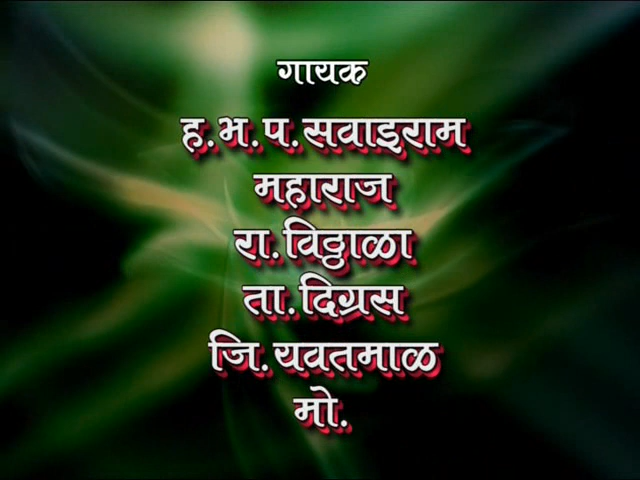 गायक
ह.भ.प.सवाइराम
महाराज
रा.विठ्ठाळा
ता.दिग्रस
जि.यवतमाळ
मो.